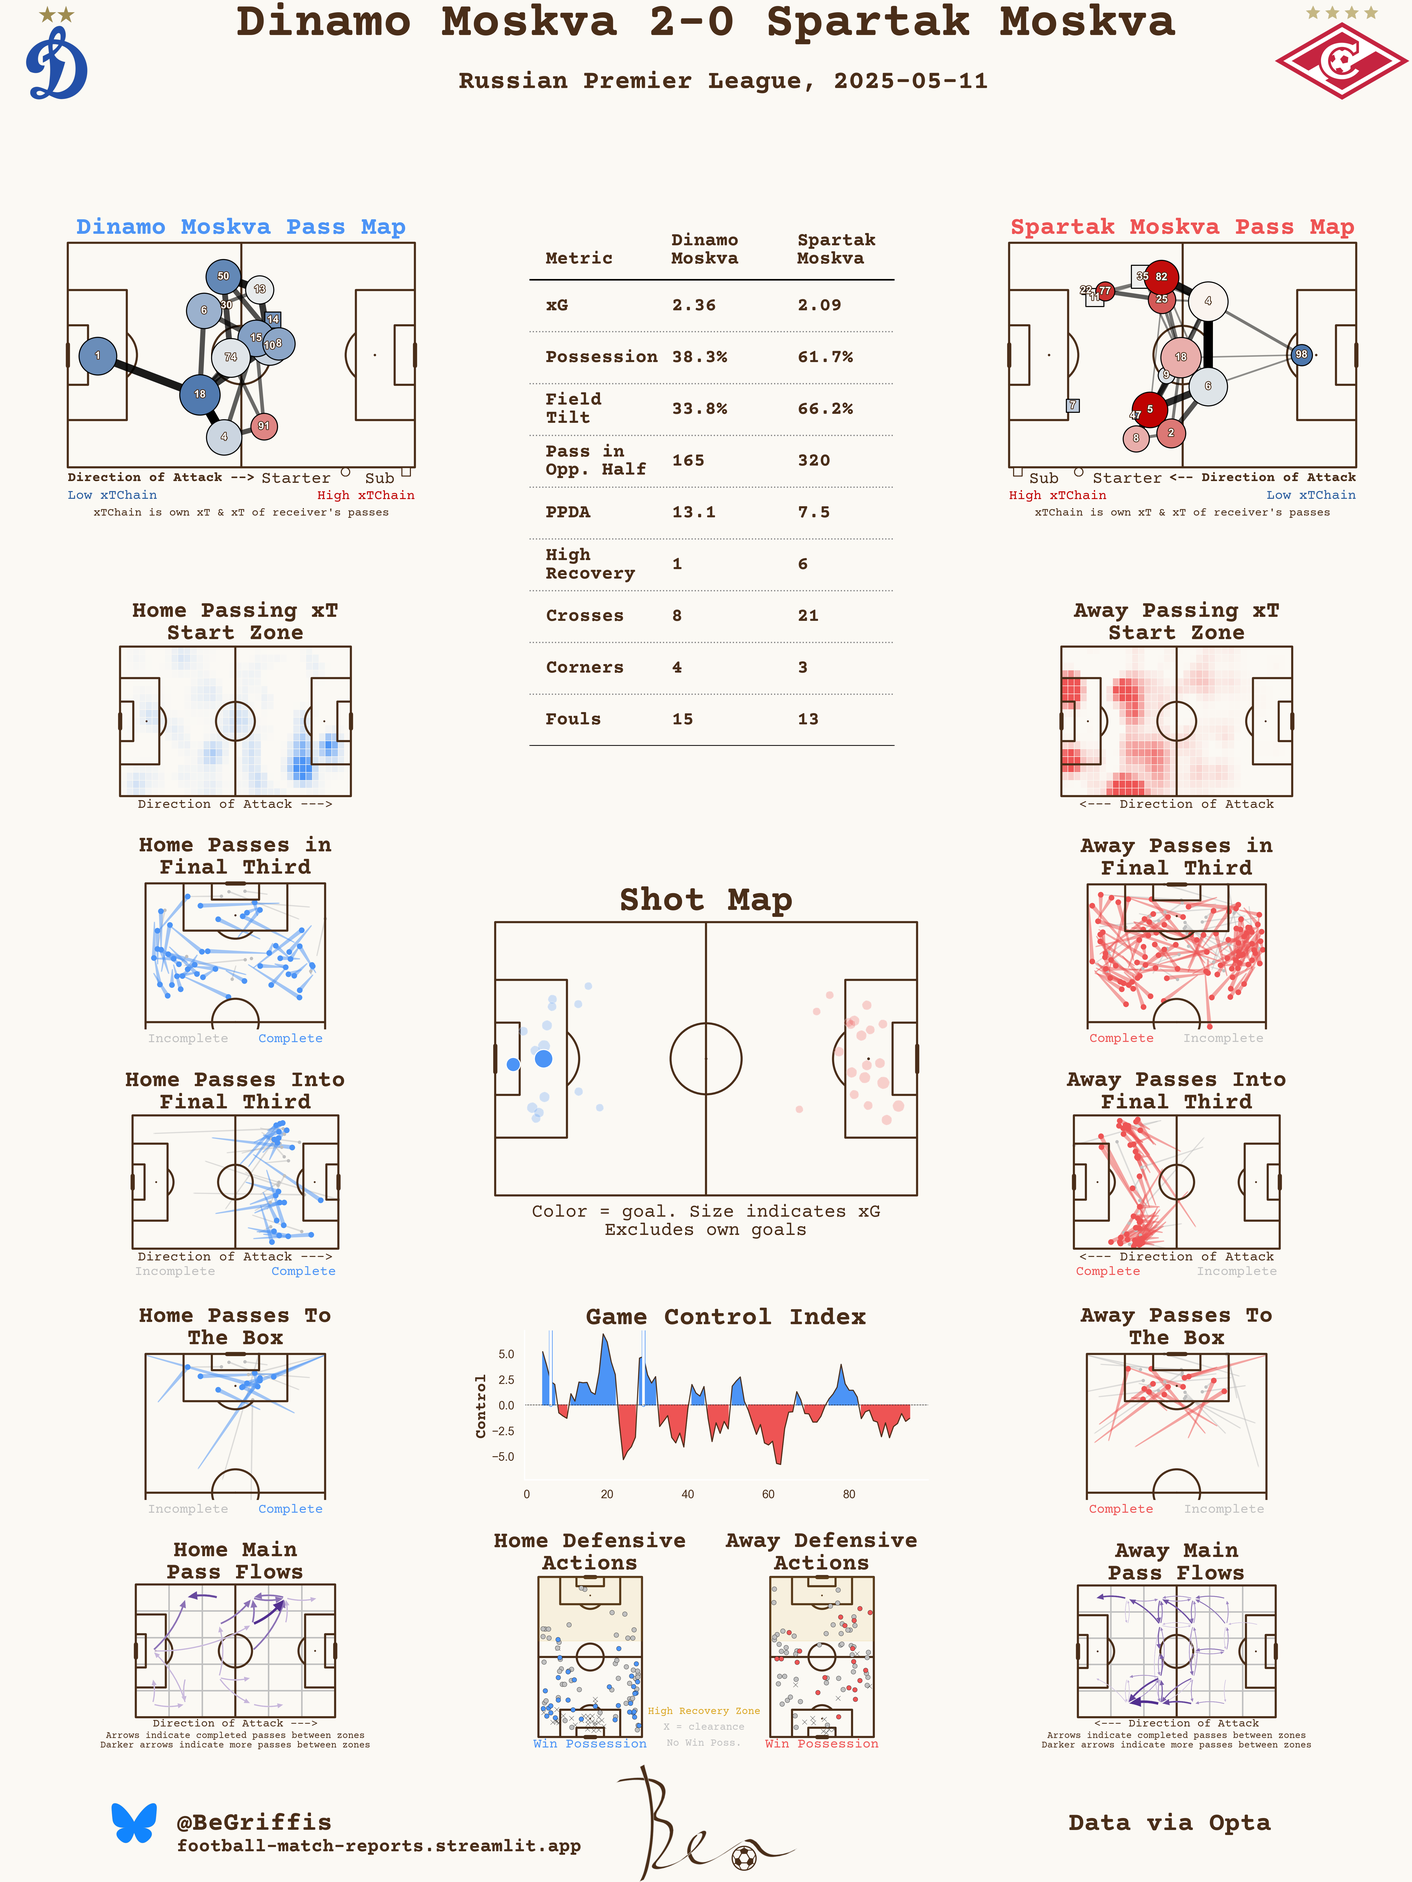 Dinamo Moskva 2-0 Spartak Moskva
Russian Premier League, 2025-05-11
Dinamo Moskva Pass Map
50
13
6
30
14
15
10
8
74
1
18
4
91
Direction of Attack --> Starter Sub
Low xTChain High xTChain
xTChain is own xT & xT of receiver's passes
Metric Dinamo Moskva Spartak Moskva
xG 2.36 2.09
Possession 38.3% 61.7%
Field Tilt 33.8% 66.2%
Pass in Opp. Half 165 320
PPDA 13.1 7.5
High Recovery 1 6
Crosses 8 21
Corners 4 3
Fouls 15 13
Spartak Moskva Pass Map
35
82
22
77
11
25
4
18
98
9
6
7
5
47
8
2
Sub Starter <-- Direction of Attack
High xTChain Low xTChain
xTChain is own xT & xT of receiver's passes
Home Passing xT
Start Zone
Direction of Attack --->
Away Passing xT
Start Zone
<--- Direction of Attack
Home Passes in
Final Third
Incomplete Complete
Away Passes in
Final Third
Complete Incomplete
Shot Map
Color = goal. Size indicates xG
Excludes own goals
Home Passes Into
Final Third
Direction of Attack --->
Incomplete Complete
Away Passes Into
Final Third
<--- Direction of Attack
Complete Incomplete
Home Passes To
The Box
Incomplete Complete
Game Control Index
Control
5.0
2.5
0.0
−2.5
−5.0
0 20 40 60 80
Away Passes To
The Box
Complete Incomplete
Home Main
Pass Flows
Direction of Attack --->
Arrows indicate completed passes between zones
Darker arrows indicate more passes between zones
Home Defensive
Actions
Win Possession
Away Defensive
Actions
Win Possession
High Recovery Zone
X = clearance
No Win Poss.
Away Main
Pass Flows
<--- Direction of Attack
Arrows indicate completed passes between zones
Darker arrows indicate more passes between zones
@BeGriffis
football-match-reports.streamlit.app
Ben
Data via Opta